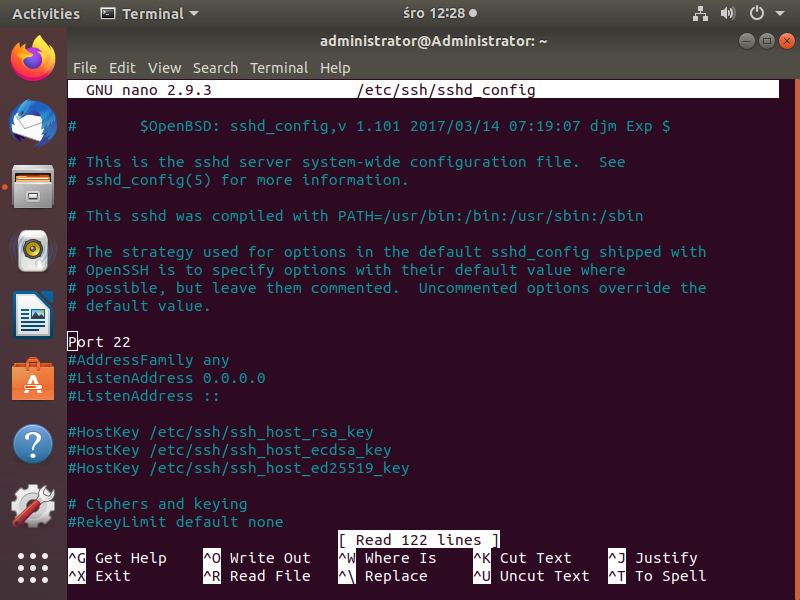 Activities Terminal śro 12:28
administrator@Administrator: ~
File Edit View Search Terminal Help
GNU nano 2.9.3 /etc/ssh/sshd_config
# $OpenBSD: sshd_config,v 1.101 2017/03/14 07:19:07 djm Exp $
# This is the sshd server system-wide configuration file. See
# sshd_config(5) for more information.
# This sshd was compiled with PATH=/usr/bin:/bin:/usr/sbin:/sbin
# The strategy used for options in the default sshd_config shipped with
# OpenSSH is to specify options with their default value where
# possible, but leave them commented. Uncommented options override the
# default value.
Port 22
#AddressFamily any
#ListenAddress 0.0.0.0
#ListenAddress ::
#HostKey /etc/ssh/ssh_host_rsa_key
#HostKey /etc/ssh/ssh_host_ecdsa_key
#HostKey /etc/ssh/ssh_host_ed25519_key
# Ciphers and keying
#RekeyLimit default none
[ Read 122 lines ]
^G Get Help ^O Write Out ^W Where Is ^K Cut Text ^J Justify
^X Exit ^R Read File ^\ Replace ^U Uncut Text ^T To Spell